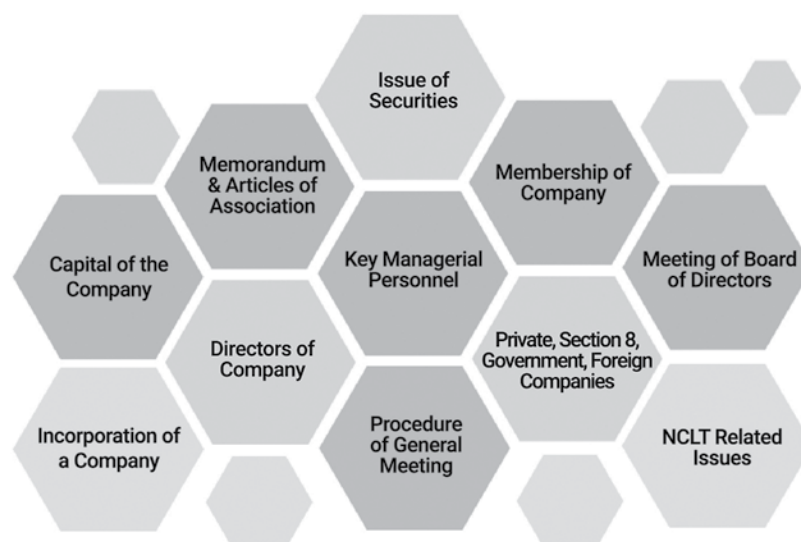 Issue of
Securities
Memorandum
& Articles of
Association
Membership of
Company
Capital of the
Company
Key Managerial
Personnel
Meeting of Board
of Directors
Directors of
Company
Private, Section 8,
Government, Foreign
Companies
Incorporation of
a Company
Procedure
of General
Meeting
NCLT Related
Issues